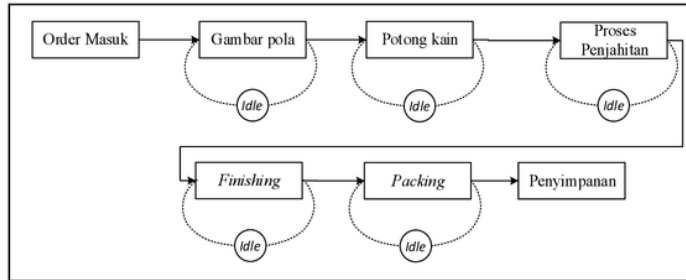 Order Masuk
Gambar pola
Potong kain
Proses
Penjahitan
Idle
Idle
Idle
Finishing
Packing
Penyimpanan
Idle
Idle